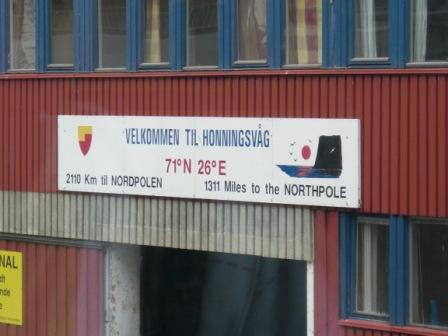 VELKOMMEN TIL HONNINGSVÅG
71°N 26°E
2110 Km til NORDPOLEN
1311 Miles to the NORTHPOLE